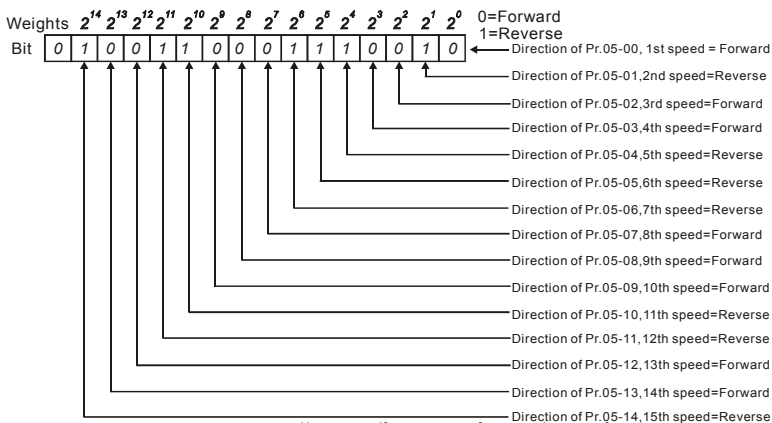 Weights 2^14 2^13 2^12 2^11 2^10 2^9 2^8 2^7 2^6 2^5 2^4 2^3 2^2 2^1 2^0 0=Forward
1=Reverse
Bit 0 1 0 0 1 1 0 0 0 1 1 1 0 0 1 0 Direction of Pr.05-00, 1st speed = Forward
Direction of Pr.05-01,2nd speed=Reverse
Direction of Pr.05-02,3rd speed=Forward
Direction of Pr.05-03,4th speed=Forward
Direction of Pr.05-04,5th speed=Reverse
Direction of Pr.05-05,6th speed=Reverse
Direction of Pr.05-06,7th speed=Reverse
Direction of Pr.05-07,8th speed=Forward
Direction of Pr.05-08,9th speed=Forward
Direction of Pr.05-09,10th speed=Forward
Direction of Pr.05-10,11th speed=Reverse
Direction of Pr.05-11,12th speed=Reverse
Direction of Pr.05-12,13th speed=Forward
Direction of Pr.05-13,14th speed=Forward
Direction of Pr.05-14,15th speed=Reverse